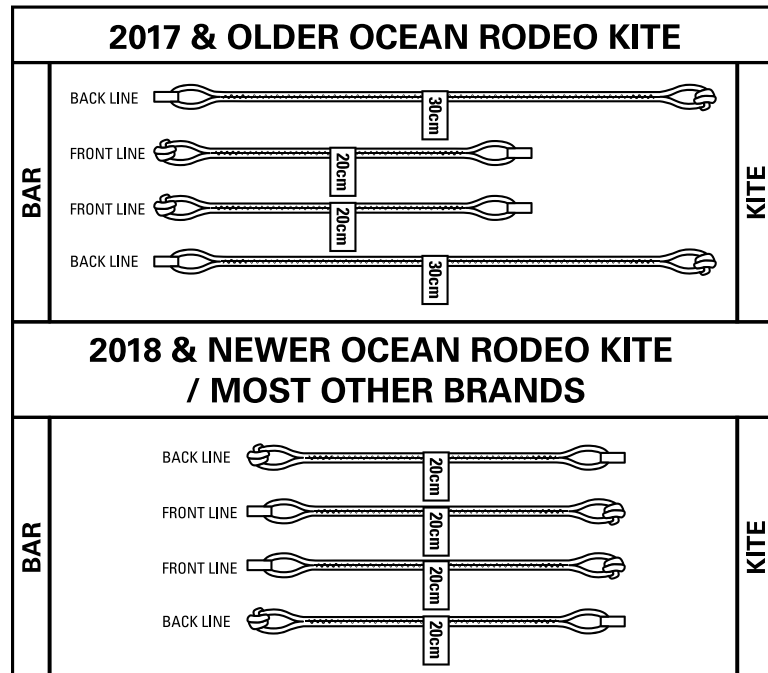 2017 & OLDER OCEAN RODEO KITE
BAR
KITE
BACK LINE
30cm
FRONT LINE
20cm
FRONT LINE
20cm
BACK LINE
30cm
2018 & NEWER OCEAN RODEO KITE
/ MOST OTHER BRANDS
BAR
KITE
BACK LINE
20cm
FRONT LINE
20cm
FRONT LINE
20cm
BACK LINE
20cm